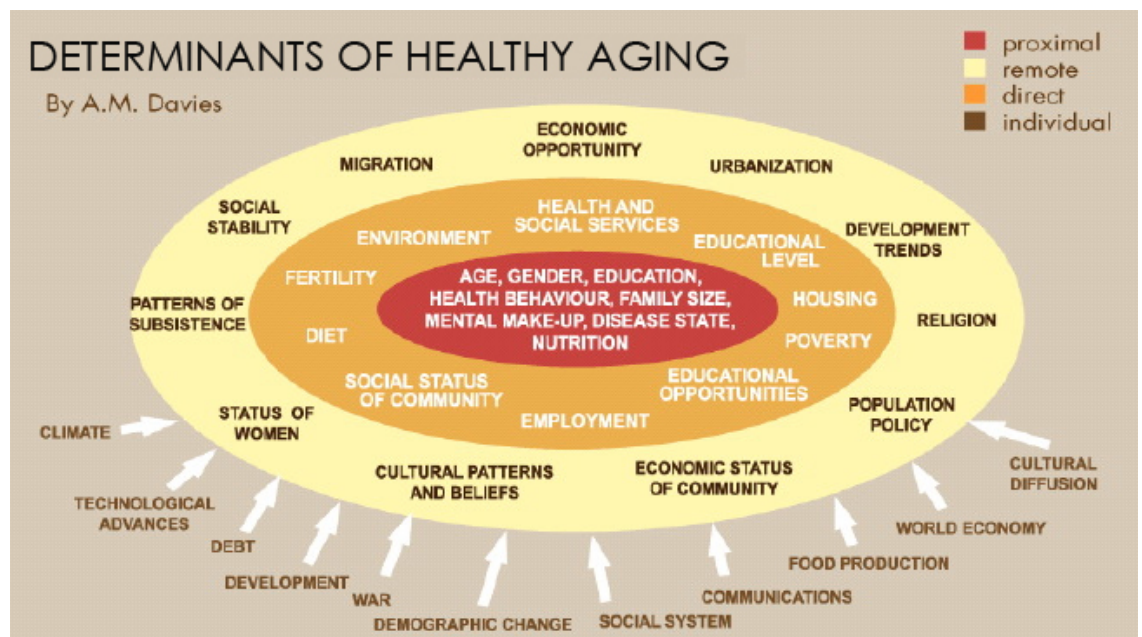 DETERMINANTS OF HEALTHY AGING
By A.M. Davies
proximal
remote
direct
individual
ECONOMIC
OPPORTUNITY
MIGRATION
URBANIZATION
SOCIAL
STABILITY
DEVELOPMENT
TRENDS
PATTERNS OF
SUBSISTENCE
RELIGION
STATUS OF
WOMEN
POPULATION
POLICY
CULTURAL PATTERNS
AND BELIEFS
ECONOMIC STATUS
OF COMMUNITY
HEALTH AND
SOCIAL SERVICES
ENVIRONMENT
EDUCATIONAL
LEVEL
FERTILITY
HOUSING
DIET
POVERTY
SOCIAL STATUS
OF COMMUNITY
EDUCATIONAL
OPPORTUNITIES
EMPLOYMENT
AGE, GENDER, EDUCATION,
HEALTH BEHAVIOUR, FAMILY SIZE,
MENTAL MAKE-UP, DISEASE STATE,
NUTRITION
CLIMATE
TECHNOLOGICAL
ADVANCES
DEBT
DEVELOPMENT
WAR
DEMOGRAPHIC CHANGE
SOCIAL SYSTEM
COMMUNICATIONS
FOOD PRODUCTION
WORLD ECONOMY
CULTURAL
DIFFUSION